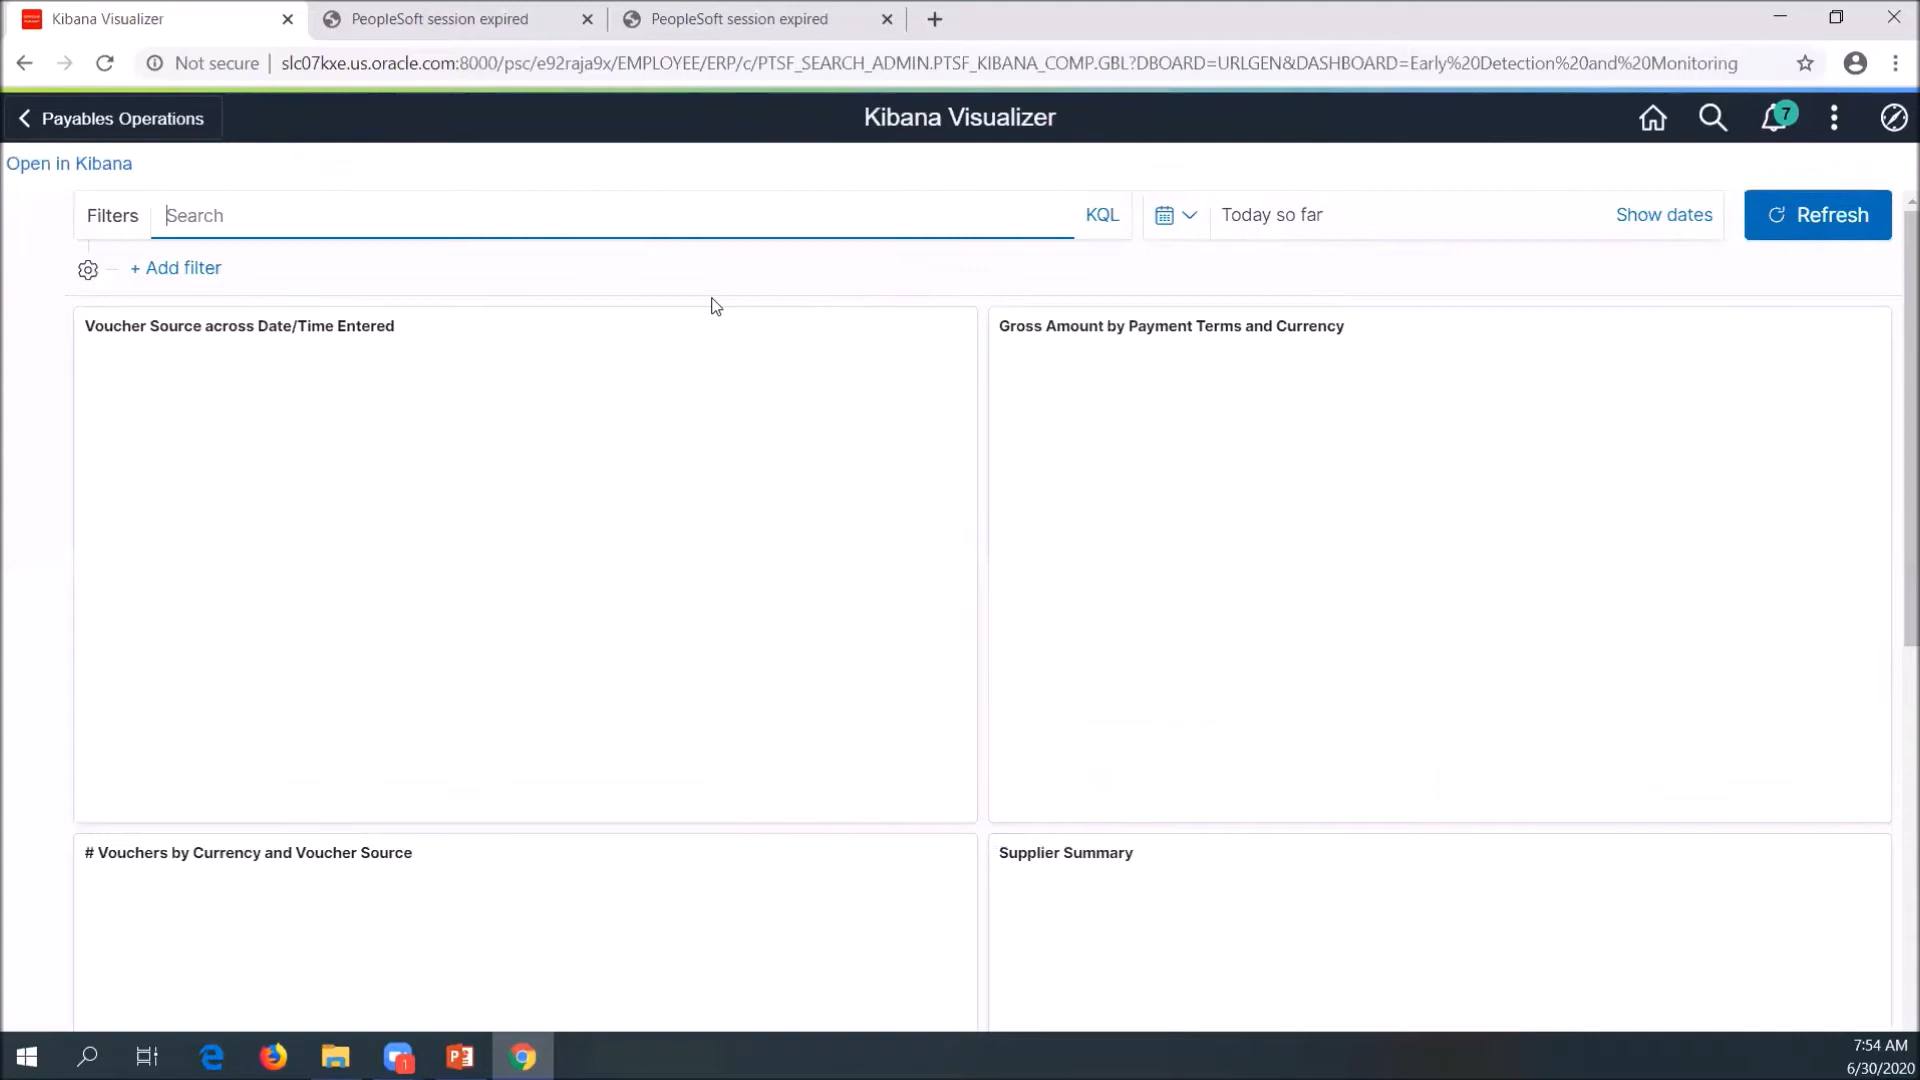 Kibana Visualizer
PeopleSoft session expired
PeopleSoft session expired
Not secure
slc07kxe.us.oracle.com:8000/psc/e92raja9x/EMPLOYEE/ERP/c/PTSF_SEARCH_ADMIN.PTSF_KIBANA_COMP.GBL?DBOARD=URLGEN&DASHBOARD=Early%20Detection%20and%20Monitoring
Payables Operations
Kibana Visualizer
7
Open in Kibana
Filters
Search
KQL
Today so far
Show dates
Refresh
+ Add filter
Voucher Source across Date/Time Entered
Gross Amount by Payment Terms and Currency
# Vouchers by Currency and Voucher Source
Supplier Summary
1
7:54 AM
6/30/2020